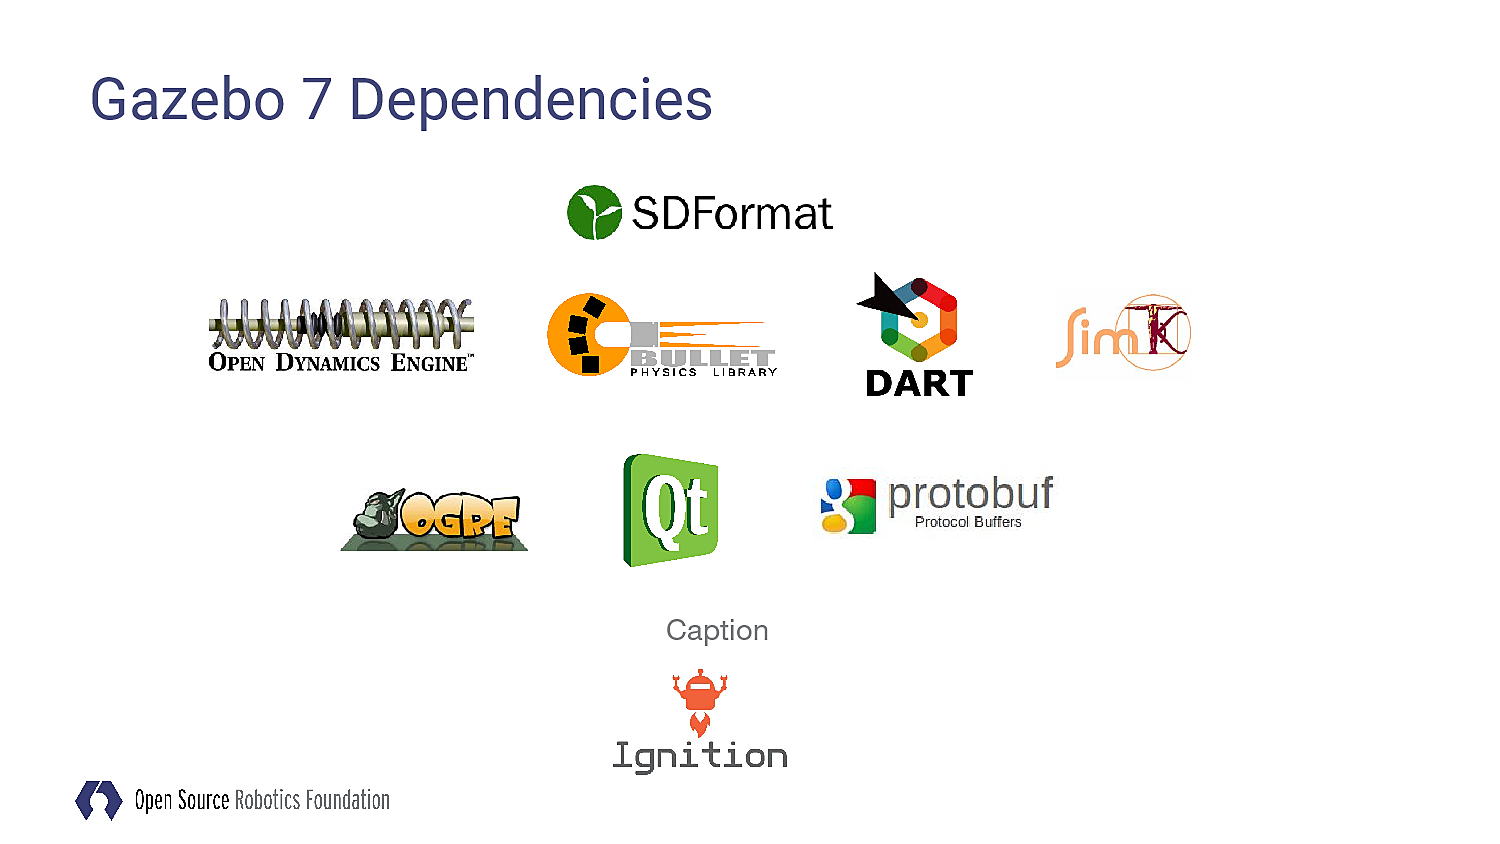 Gazebo 7 Dependencies
SDFormat
OPEN DYNAMICS ENGINE™
BULLET
PHYSICS LIBRARY
DART
SimTK
OGRE
Qt
protobuf
Protocol Buffers
Caption
Ignition
Open Source Robotics Foundation